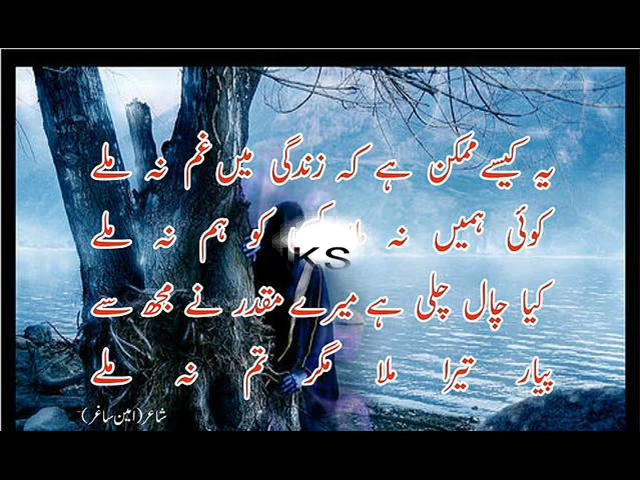 یہ کیسے ممکن ہے کہ زندگی میں غم نہ ملے
کوئی ہمیں نہ کو ہم نہ ملے
KS
کیا چال چلی ہے میرے مقدر نے مجھ سے
پیار تیرا ملا مگر تم نہ ملے
شاعر (امین ساغر)